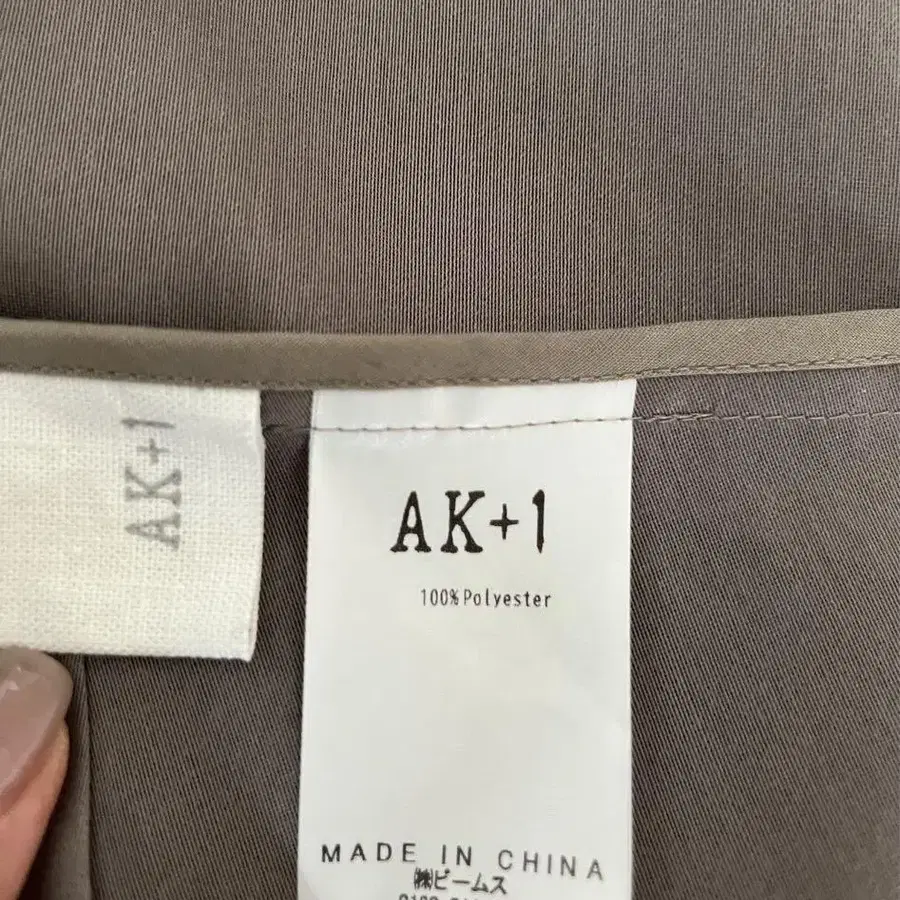 AK+1
AK+1
100% Polyester
MADE IN CHINA
㈱ビームス